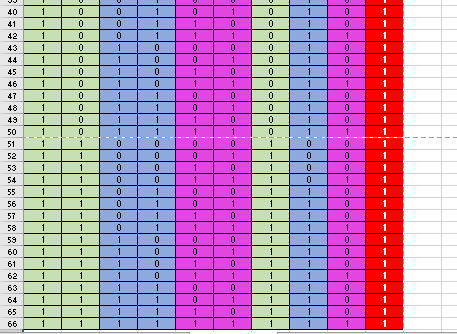 40 1 0 0 1 0 1 0 1 0 1
41 1 0 0 1 1 0 0 1 0 1
42 1 0 0 1 1 1 0 1 1 1
43 1 0 1 0 0 0 0 1 0 1
44 1 0 1 0 0 1 0 1 0 1
45 1 0 1 0 1 0 0 1 0 1
46 1 0 1 0 1 1 0 1 1 1
47 1 0 1 1 0 0 0 1 0 1
48 1 0 1 1 0 1 0 1 0 1
49 1 0 1 1 1 0 0 1 0 1
50 1 0 1 1 1 1 0 1 1 1
51 1 1 0 0 0 0 1 0 0 1
52 1 1 0 0 0 1 1 0 0 1
53 1 1 0 0 1 0 1 0 0 1
54 1 1 0 0 1 1 1 0 1 1
55 1 1 0 1 0 0 1 1 0 1
56 1 1 0 1 0 1 1 1 0 1
57 1 1 0 1 1 0 1 1 0 1
58 1 1 0 1 1 1 1 1 1 1
59 1 1 1 0 0 0 1 1 0 1
60 1 1 1 0 0 1 1 1 0 1
61 1 1 1 0 1 0 1 1 0 1
62 1 1 1 0 1 1 1 1 1 1
63 1 1 1 1 0 0 1 1 0 1
64 1 1 1 1 0 1 1 1 0 1
65 1 1 1 1 1 0 1 1 0 1
66 1 1 1 1 1 1 1 1 1 1